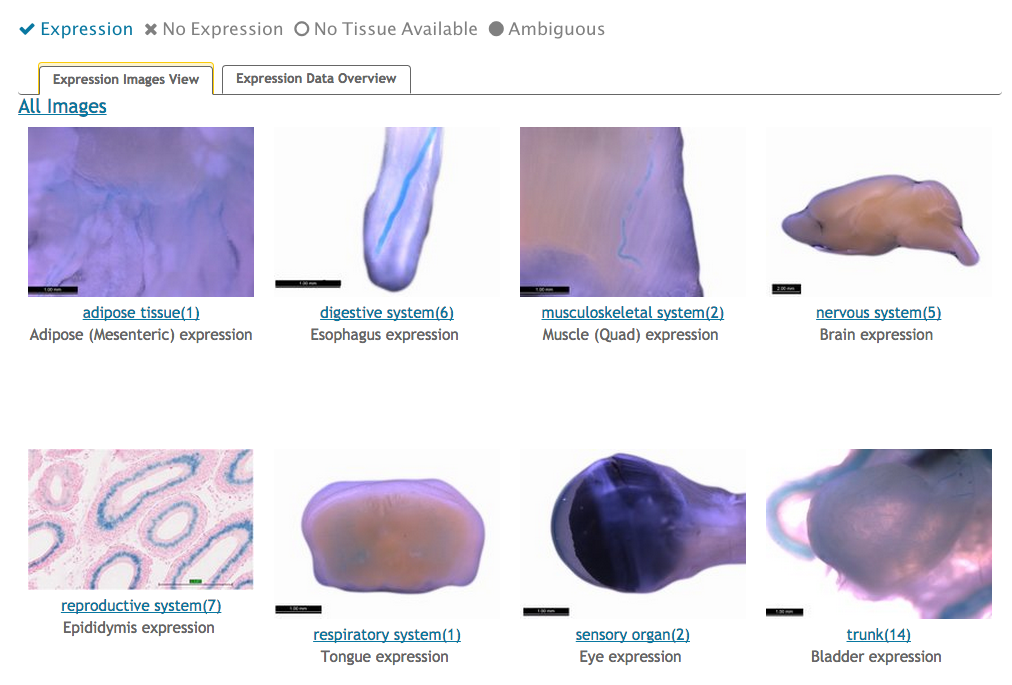 Expression No Expression No Tissue Available Ambiguous
Expression Images View Expression Data Overview
All Images
1.00 mm
1.00 mm
1.00 mm
2.00 mm
adipose tissue(1)
Adipose (Mesenteric) expression
digestive system(6)
Esophagus expression
musculoskeletal system(2)
Muscle (Quad) expression
nervous system(5)
Brain expression
1.00 mm
1.00 mm
reproductive system(7)
Epididymis expression
respiratory system(1)
Tongue expression
sensory organ(2)
Eye expression
trunk(14)
Bladder expression